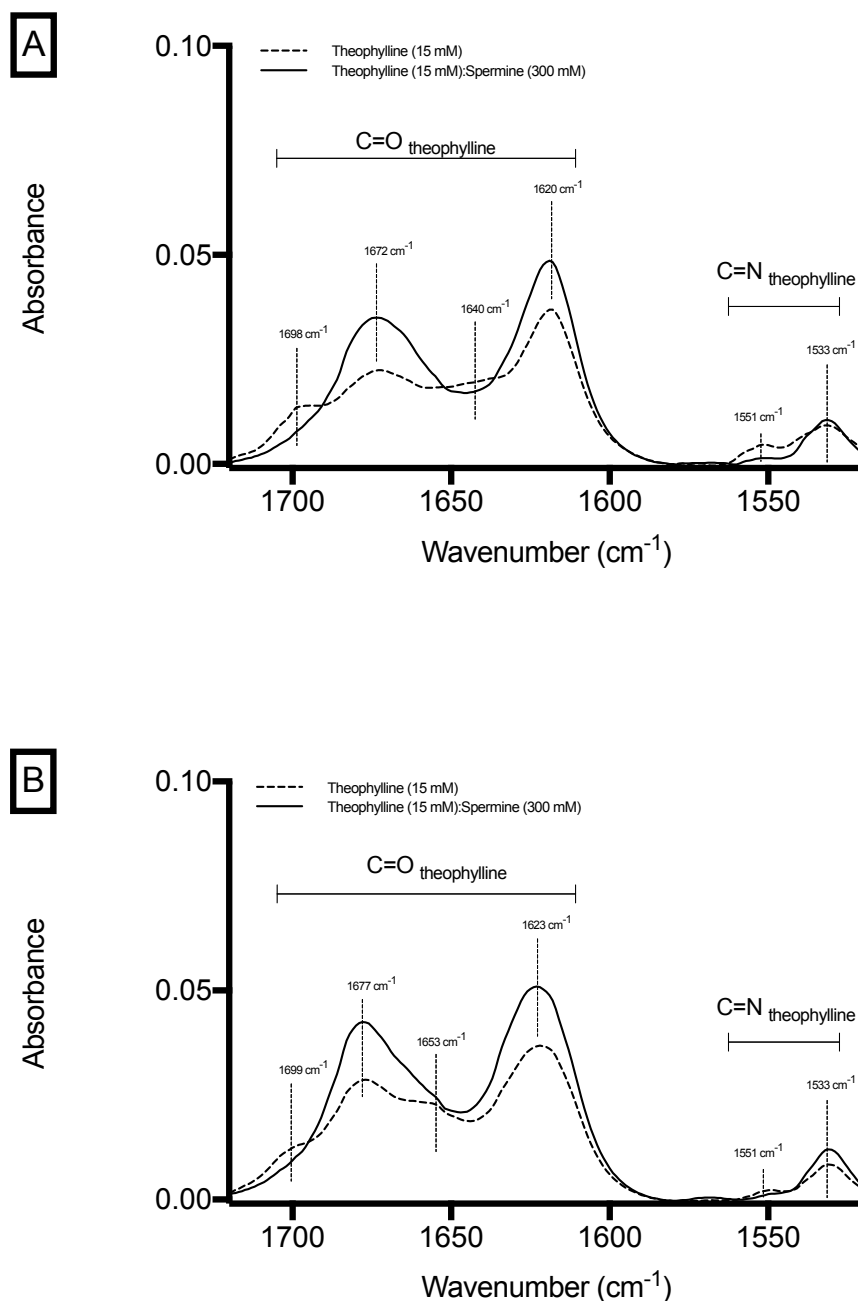 A
0.10
Theophylline (15 mM)
Theophylline (15 mM):Spermine (300 mM)
C=O theophylline
1620 cm-1
1672 cm-1
C=N theophylline
0.05
1640 cm-1
1698 cm-1
1533 cm-1
1551 cm-1
0.00
Absorbance
1700
1650
1600
1550
Wavenumber (cm-1)
B
0.10
Theophylline (15 mM)
Theophylline (15 mM):Spermine (300 mM)
C=O theophylline
1623 cm-1
1677 cm-1
0.05
C=N theophylline
1653 cm-1
1699 cm-1
1533 cm-1
1551 cm-1
0.00
Absorbance
1700
1650
1600
1550
Wavenumber (cm-1)